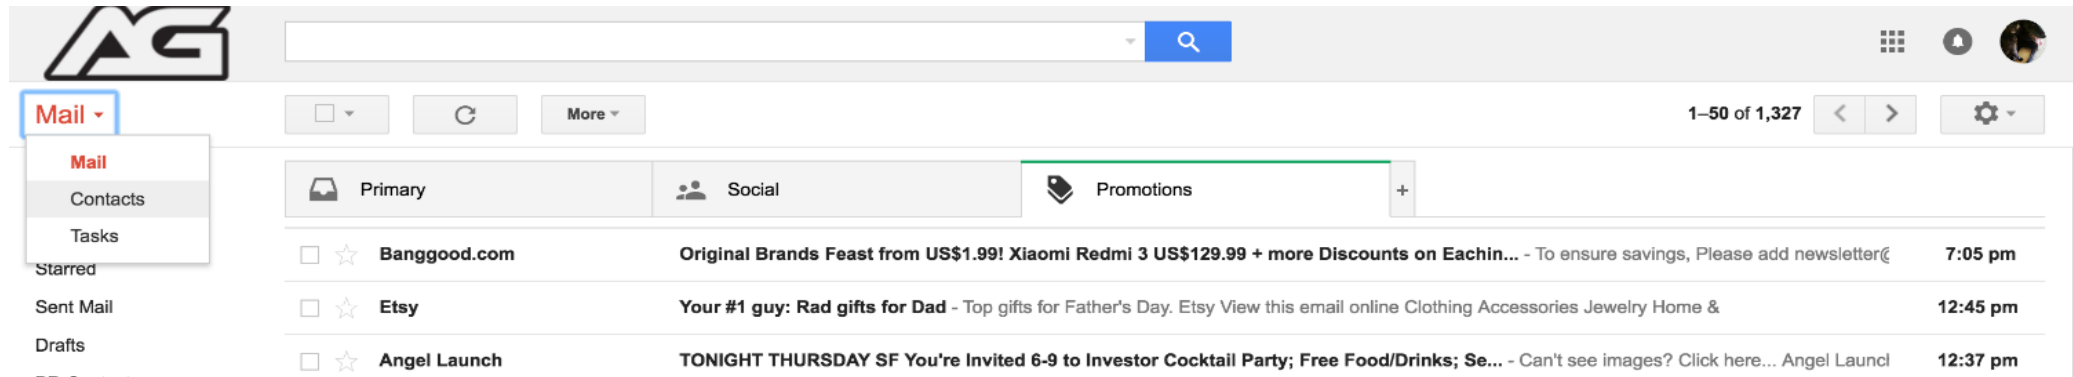 AG
Mail
More
1–50 of 1,327
Mail
Contacts
Tasks
Starred
Sent Mail
Drafts
Primary
Social
Promotions
+
Banggood.com Original Brands Feast from US$1.99! Xiaomi Redmi 3 US$129.99 + more Discounts on Eachin... - To ensure savings, Please add newsletter@ 7:05 pm
Etsy Your #1 guy: Rad gifts for Dad - Top gifts for Father's Day. Etsy View this email online Clothing Accessories Jewelry Home & 12:45 pm
Angel Launch TONIGHT THURSDAY SF You're Invited 6-9 to Investor Cocktail Party; Free Food/Drinks; Se... - Can't see images? Click here... Angel Launch 12:37 pm